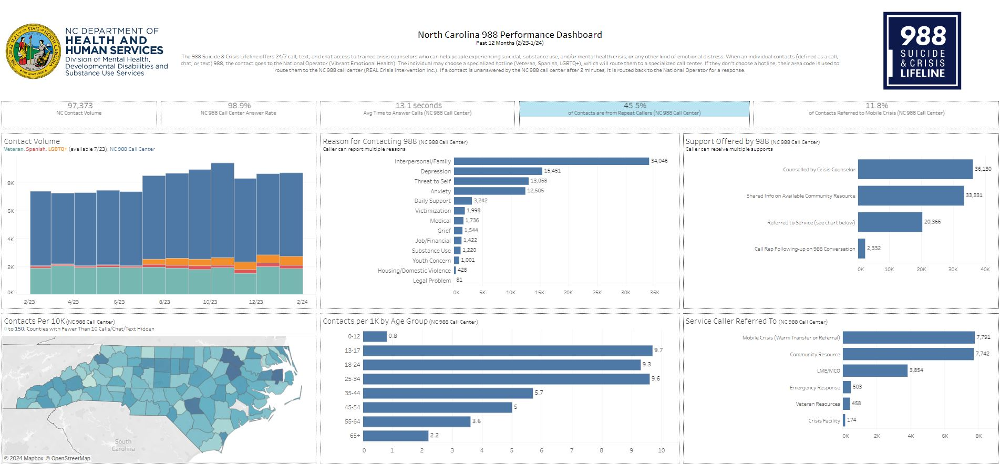 NC DEPARTMENT OF
HEALTH AND
HUMAN SERVICES
Division of Mental Health,
Developmental Disabilities and
Substance Use Services
North Carolina 988 Performance Dashboard
Past 12 Months (2/23-1/24)
The 988 Suicide & Crisis Lifeline offers 24/7 call, text, and chat access to trained crisis counselors who can help people experiencing suicidal, substance use, and/or mental health crisis, or any other kind of emotional distress. When an individual contacts (defined as a call,
chat, or text) 988, the contact goes to the National Operator (Vibrant Emotional Health). The individual may choose a specialized hotline (Veteran, Spanish, LGBTQ+), which will route them to a specialized call center. If they don't choose a hotline, their area code is used to
route them to the NC 988 call center (REAL Crisis Intervention Inc.). If a contact is unanswered by the NC 988 call center after 2 minutes, it is routed back to the National Operator for a response.
988
SUICIDE
& CRISIS
LIFELINE
97,373
NC Contact Volume
98.9%
NC 988 Call Center Answer Rate
13.1 seconds
Avg Time to Answer Calls (NC 988 Call Center)
45.5%
of Contacts are from Repeat Callers (NC 988 Call Center)
11.8%
of Contacts Referred to Mobile Crisis (NC 988 Call Center)
Contact Volume
Veteran, Spanish, LGBTQ+ (available 7/23), NC 988 Call Center
8K
6K
4K
2K
0K
2/23 4/23 6/23 8/23 10/23 12/23 2/24
Reason for Contacting 988 (NC 988 Call Center)
Caller can report multiple reasons
Interpersonal/Family 34,046
Depression 15,451
Threat to Self 13,058
Anxiety 12,505
Daily Support 3,242
Victimization 1,998
Medical 1,736
Grief 1,544
Job/Financial 1,422
Substance Use 1,220
Youth Concern 1,001
Housing/Domestic Violence 428
Legal Problem 81
0K 5K 10K 15K 20K 25K 30K 35K
Support Offered by 988 (NC 988 Call Center)
Caller can receive multiple supports
Counselled by Crisis Counselor 36,130
Shared Info on Available Community Resource 33,331
Referred to Service (see chart below) 20,366
Call Rep Following-up on 988 Conversation 2,332
0K 10K 20K 30K 40K
Contacts Per 10K (NC 988 Call Center)
0 to 150; Counties with Fewer Than 10 Calls/Chat/Text Hidden
South
Carolina
© 2024 Mapbox © OpenStreetMap
Contacts per 1K by Age Group (NC 988 Call Center)
0-12 0.8
13-17 9.7
18-24 9.3
25-34 9.6
35-44 5.7
45-54 5
55-64 3.6
65+ 2.2
0 1 2 3 4 5 6 7 8 9 10
Service Caller Referred To (NC 988 Call Center)
Mobile Crisis (Warm Transfer or Referral) 7,791
Community Resource 7,742
LME/MCO 3,854
Emergency Response 503
Veteran Resources 458
Crisis Facility 174
0K 2K 4K 6K 8K